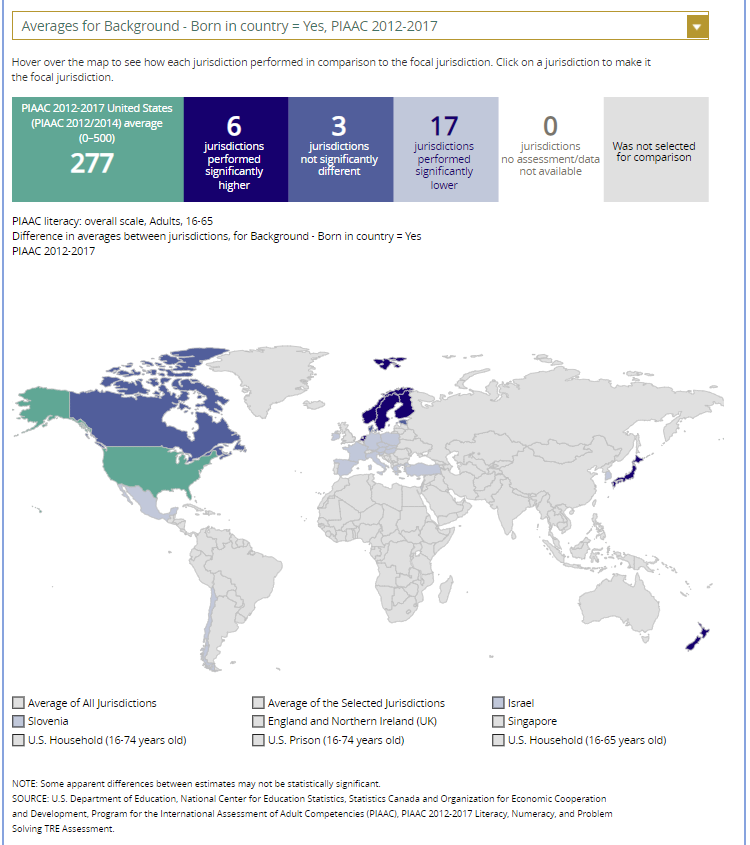 Averages for Background - Born in country = Yes, PIAAC 2012-2017
Hover over the map to see how each jurisdiction performed in comparison to the focal jurisdiction. Click on a jurisdiction to make it
the focal jurisdiction.
PIAAC 2012-2017 United States
(PIAAC 2012/2014) average
(0–500)
277
6
jurisdictions
performed
significantly
higher
3
jurisdictions
not significantly
different
17
jurisdictions
performed
significantly
lower
0
jurisdictions
no assessment/data
not available
Was not selected
for comparison
PIAAC literacy: overall scale, Adults, 16-65
Difference in averages between jurisdictions, for Background - Born in country = Yes
PIAAC 2012-2017
Average of All Jurisdictions
Average of the Selected Jurisdictions
Israel
Slovenia
England and Northern Ireland (UK)
Singapore
U.S. Household (16-74 years old)
U.S. Prison (16-74 years old)
U.S. Household (16-65 years old)
NOTE: Some apparent differences between estimates may not be statistically significant.
SOURCE: U.S. Department of Education, National Center for Education Statistics, Statistics Canada and Organization for Economic Cooperation
and Development, Program for the International Assessment of Adult Competencies (PIAAC), PIAAC 2012-2017 Literacy, Numeracy, and Problem
Solving TRE Assessment.